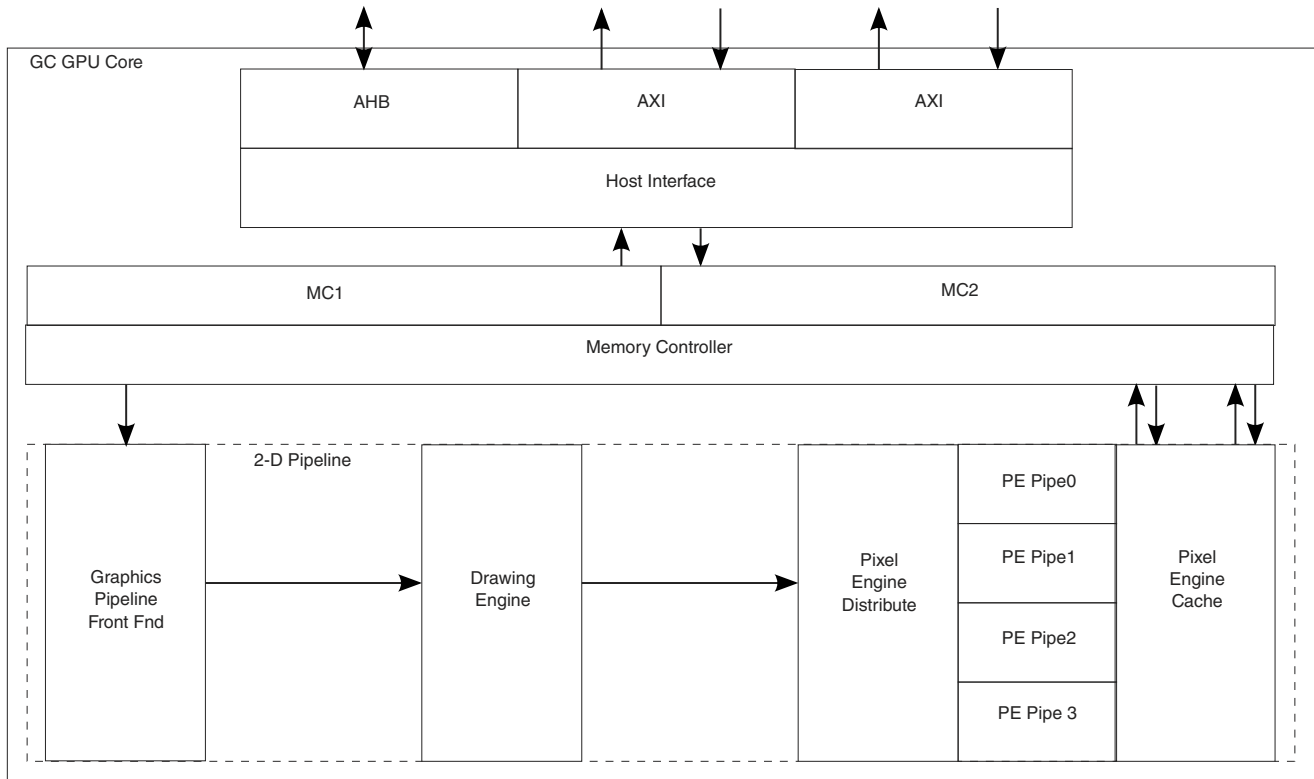 GC GPU Core
AHB
AXI
AXI
Host Interface
MC1
MC2
Memory Controller
2-D Pipeline
Graphics
Pipeline
Front Fnd
Drawing
Engine
Pixel
Engine
Distribute
PE Pipe0
PE Pipe1
PE Pipe2
PE Pipe 3
Pixel
Engine
Cache